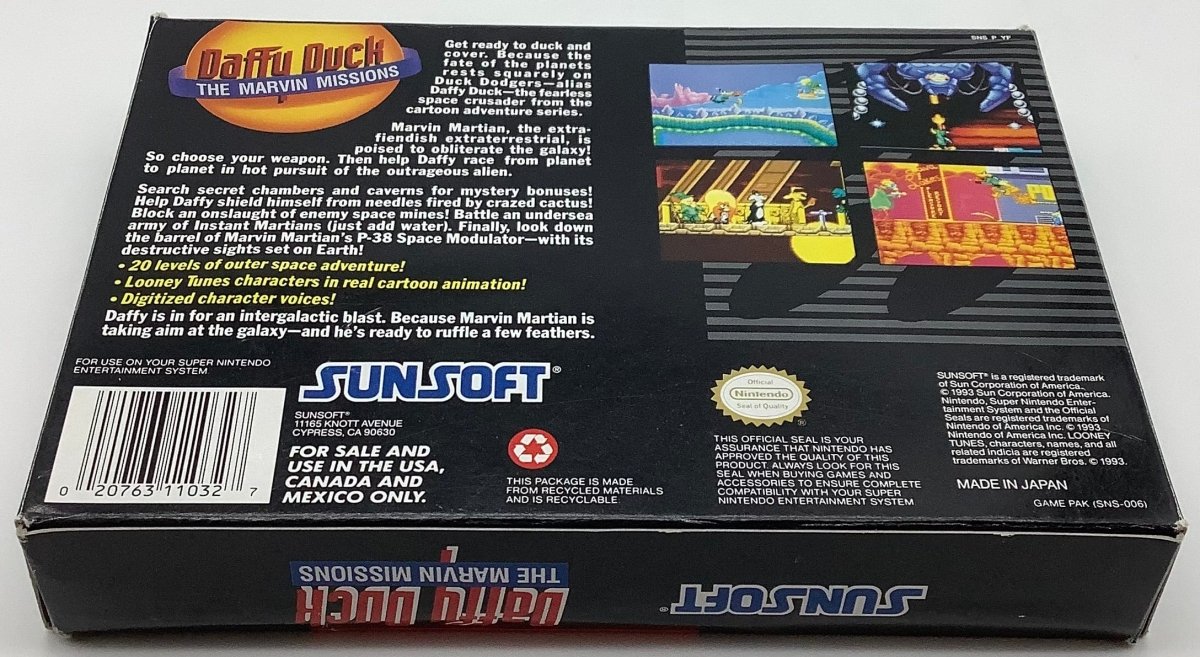 Daffy Duck
THE MARVIN MISSIONS
Get ready to duck and
cover. Because the
fate of the planets
rests squarely on
Duck Dodgers—alias
Daffy Duck—the fearless
space crusader from the
cartoon adventure series.
Marvin Martian, the extra-
fiendish extraterrestrial, is
poised to obliterate the galaxy!
So choose your weapon. Then help Daffy race from planet
to planet in hot pursuit of the outrageous alien.
Search secret chambers and caverns for mystery bonuses!
Help Daffy shield himself from needles fired by crazed cactus!
Block an onslaught of enemy space mines! Battle an undersea
army of Instant Martians (just add water). Finally, look down
the barrel of Marvin Martian's P-38 Space Modulator—with its
destructive sights set on Earth!
• 20 levels of outer space adventure!
• Looney Tunes characters in real cartoon animation!
• Digitized character voices!
Daffy is in for an intergalactic blast. Because Marvin Martian is
taking aim at the galaxy—and he's ready to ruffle a few feathers.
SNS P YF
FOR USE ON YOUR SUPER NINTENDO
ENTERTAINMENT SYSTEM
0 20763 11032 7
SUNSOFT®
SUNSOFT®
11165 KNOTT AVENUE
CYPRESS, CA 90630
FOR SALE AND
USE IN THE USA,
CANADA AND
MEXICO ONLY.
THIS PACKAGE IS MADE
FROM RECYCLED MATERIALS
AND IS RECYCLABLE
Official
Nintendo
Seal of Quality
®
THIS OFFICIAL SEAL IS YOUR
ASSURANCE THAT NINTENDO HAS
APPROVED THE QUALITY OF THIS
PRODUCT. ALWAYS LOOK FOR THIS
SEAL WHEN BUYING GAMES AND
ACCESSORIES TO ENSURE COMPLETE
COMPATIBILITY WITH YOUR SUPER
NINTENDO ENTERTAINMENT SYSTEM
SUNSOFT® is a registered trademark
of Sun Corporation of America.
© 1993 Sun Corporation of America.
Nintendo, Super Nintendo Enter-
tainment System and the Official
Seals are registered trademarks of
Nintendo of America Inc. © 1993
Nintendo of America Inc. LOONEY
TUNES, characters, names, and all
related indicia are registered
trademarks of Warner Bros. © 1993.
MADE IN JAPAN
GAME PAK (SNS-006)
Daffy Duck
THE MARVIN MISSIONS
SUNSOFT®